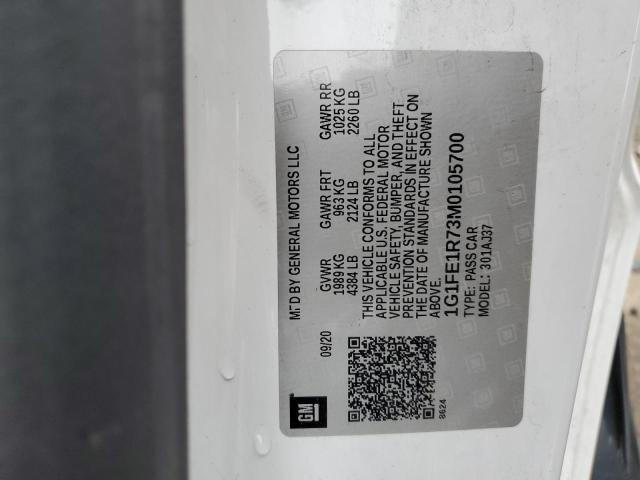 MFD BY GENERAL MOTORS LLC
09/20
GVWR
1989 KG
4384 LB
GAWR FRT
963 KG
2124 LB
GAWR RR
1025 KG
2260 LB
THIS VEHICLE CONFORMS TO ALL
APPLICABLE U.S. FEDERAL MOTOR
VEHICLE SAFETY, BUMPER, AND THEFT
PREVENTION STANDARDS IN EFFECT ON
THE DATE OF MANUFACTURE SHOWN
ABOVE.
1G1FE1R73M0105700
TYPE: PASS CAR
MODEL: 301AJ37
GM
8624